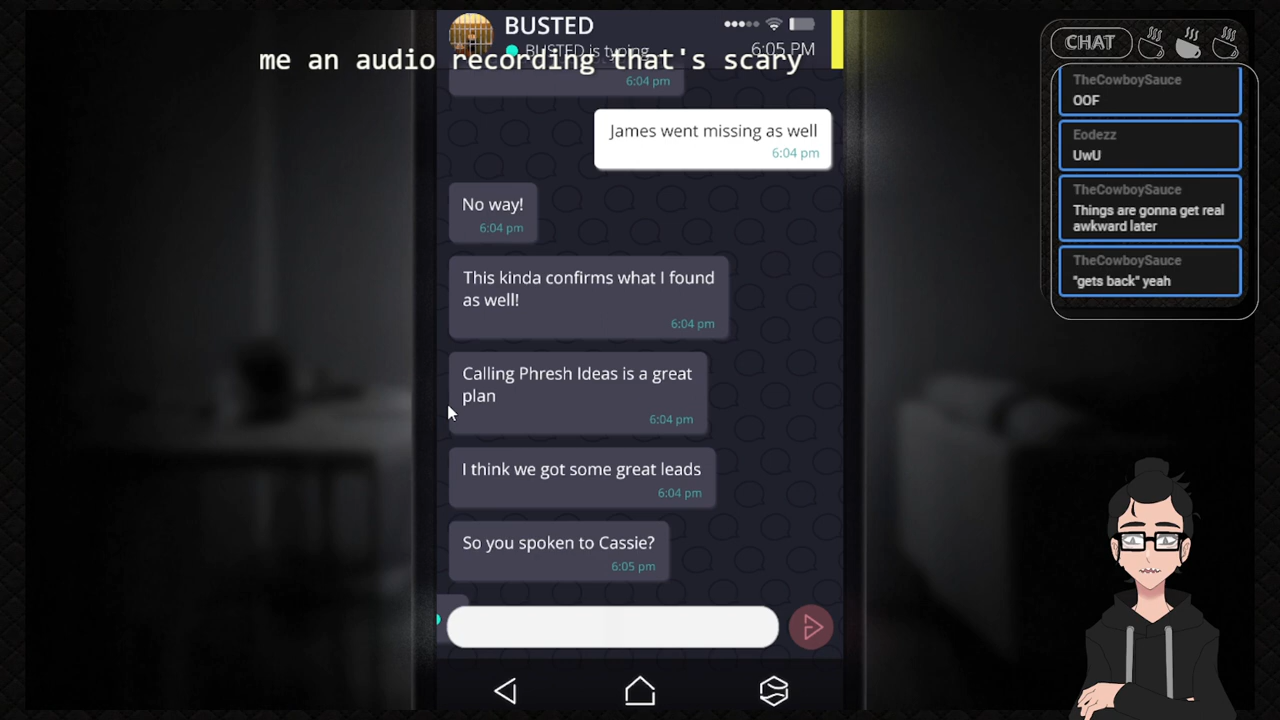 BUSTED
BUSTED is typing
6:05 PM
me an audio recording that's scary
6:04 pm
James went missing as well
6:04 pm
No way!
6:04 pm
This kinda confirms what I found
as well!
6:04 pm
Calling Phresh Ideas is a great
plan
6:04 pm
I think we got some great leads
6:04 pm
So you spoken to Cassie?
6:05 pm
CHAT
TheCowboySauce
OOF
Eodezz
UwU
TheCowboySauce
Things are gonna get real
awkward later
TheCowboySauce
"gets back" yeah